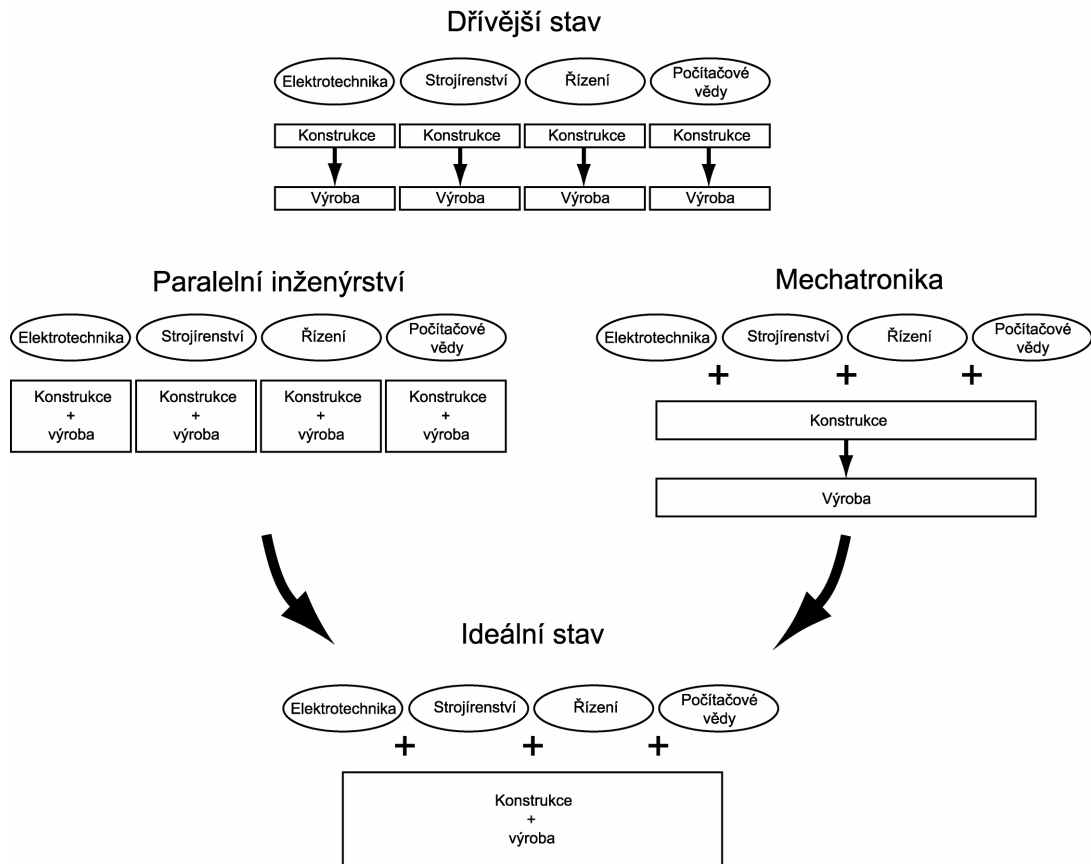 Dřívější stav
Elektrotechnika
Strojírenství
Řízení
Počítačové
vědy
Konstrukce
Konstrukce
Konstrukce
Konstrukce
Výroba
Výroba
Výroba
Výroba
Paralelní inženýrství
Elektrotechnika
Strojírenství
Řízení
Počítačové
vědy
Konstrukce
+
výroba
Konstrukce
+
výroba
Konstrukce
+
výroba
Konstrukce
+
výroba
Mechatronika
Elektrotechnika
Strojírenství
Řízení
Počítačové
vědy
+ + +
Konstrukce
Výroba
Ideální stav
Elektrotechnika
Strojírenství
Řízení
Počítačové
vědy
+ + +
Konstrukce
+
výroba